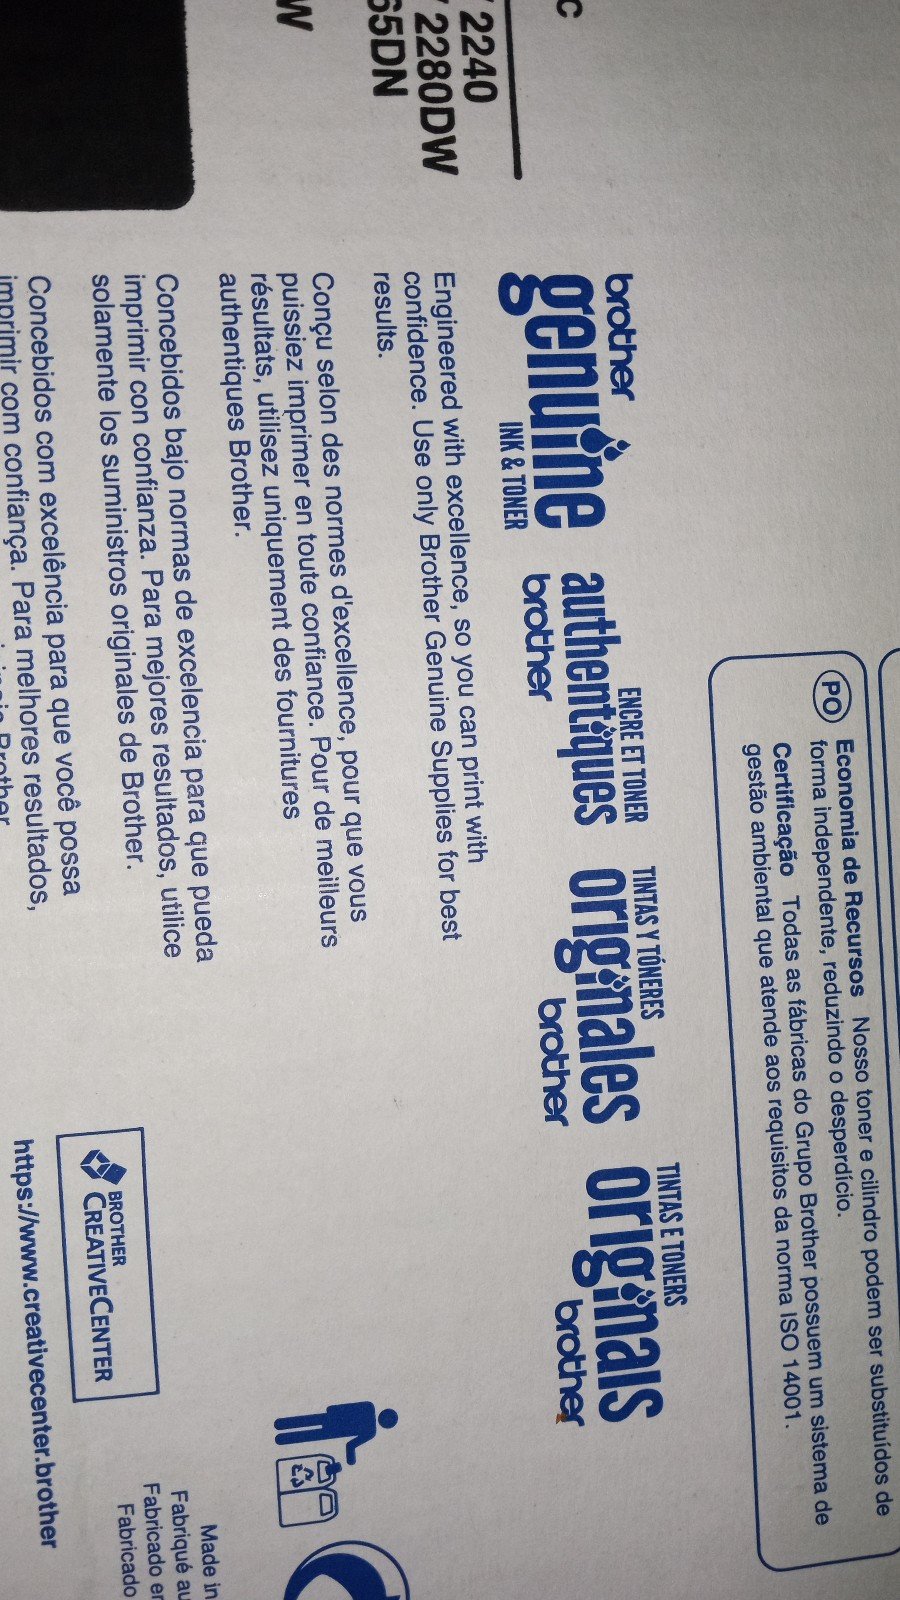 C
2240
2280DW
65DN
W
PO
Economia de Recursos Nosso toner e cilindro podem ser substituídos de
forma independente, reduzindo o desperdício.
Certificação Todas as fábricas do Grupo Brother possuem um sistema de
gestão ambiental que atende aos requisitos da norma ISO 14001.
brother
genuine
INK & TONER
ENCRE ET TONER
authentiques
brother
TINTAS Y TÓNERES
originales
brother
TINTAS E TONERS
originais
brother
Engineered with excellence, so you can print with
confidence. Use only Brother Genuine Supplies for best
results.
Conçu selon des normes d'excellence, pour que vous
puissiez imprimer en toute confiance. Pour de meilleurs
résultats, utilisez uniquement des fournitures
authentiques Brother.
Concebidos bajo normas de excelencia para que pueda
imprimir con confianza. Para mejores resultados, utilice
solamente los suministros originales de Brother.
Concebidos com excelência para que você possa
imprimir com confiança. Para melhores resultados,
Brother
BROTHER
CREATIVECENTER
https://www.creativecenter.brother
Made in
Fabriqué au
Fabricado en
Fabricado